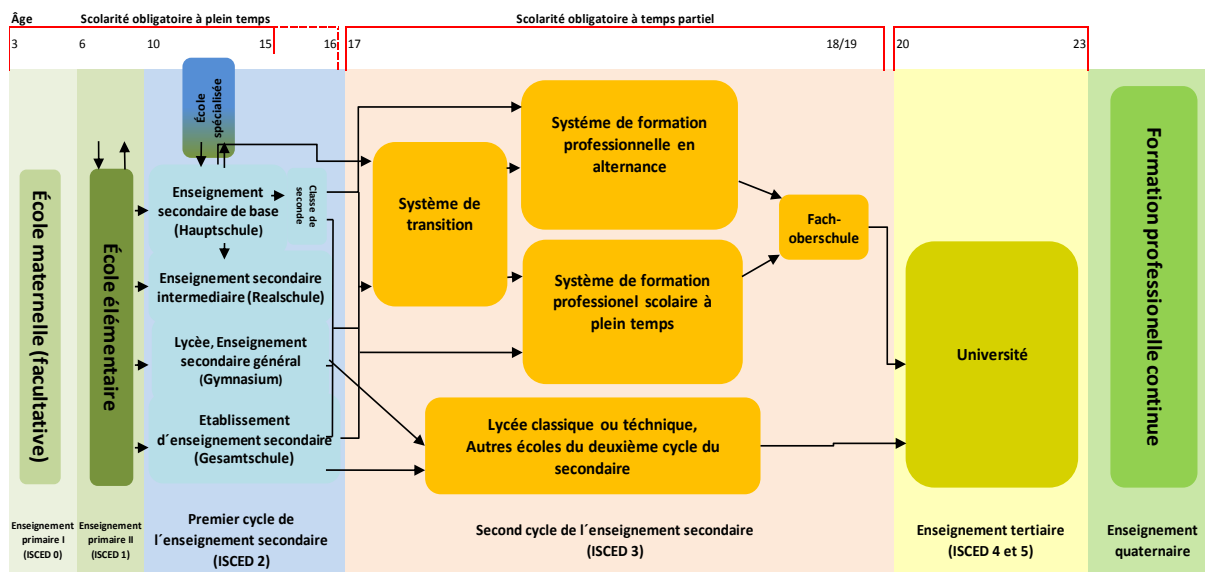 Âge
Scolarité obligatoire à plein temps
Scolarité obligatoire à temps partiel
3
6
10
15
16
17
18/19
20
23
École maternelle (facultative)
École élémentaire
École
spécialisée
Enseignement
secondaire de base
(Hauptschule)
Classe de
seconde
Enseignement secondaire
intermediaire (Realschule)
Lycèe, Enseignement
secondaire général
(Gymnasium)
Etablissement
d´enseignement secondaire
(Gesamtschule)
Système de
transition
Systéme de formation
professionnelle en
alternance
Système de formation
professionel scolaire à
plein temps
Fach-
oberschule
Lycée classique ou téchnique,
Autres écoles du deuxième cycle du
secondaire
Université
Formation professionelle continue
Enseignement
primaire I
(ISCED 0)
Enseignement
primaire II
(ISCED 1)
Premier cycle de
l´enseignement secondaire
(ISCED 2)
Second cycle de l´enseignement secondaire
(ISCED 3)
Enseignement tertiaire
(ISCED 4 et 5)
Enseignement
quaternaire